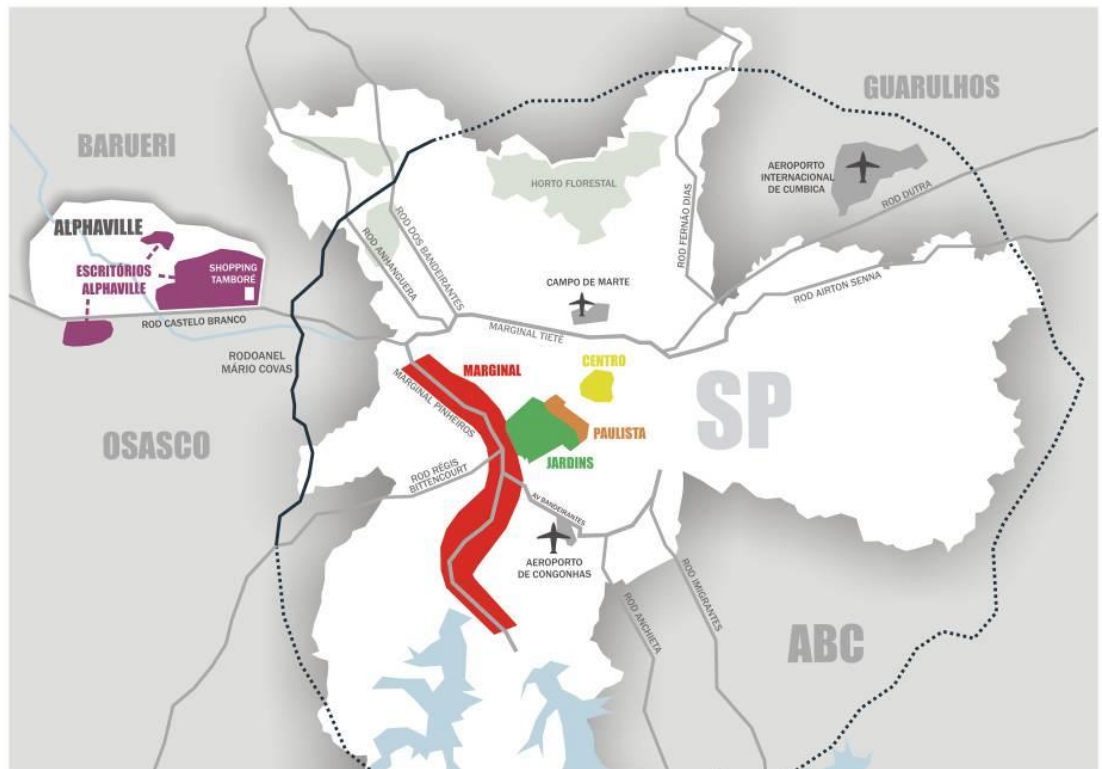 GUARULHOS
BARUERI
AEROPORTO
INTERNACIONAL
DE CUMBICA
HORTO FLORESTAL
ROD DUTRA
ROD FERNÃO DIAS
ROD DOS BANDEIRANTES
ROD ANHANGUERA
ALPHAVILLE
ESCRITÓRIOS
ALPHAVILLE
SHOPPING
TAMBORÉ
CAMPO DE MARTE
ROD AIRTON SENNA
ROD CASTELO BRANCO
MARGINAL TIETÉ
RODOANEL
MÁRIO COVAS
MARGINAL
CENTRO
MARGINAL PINHEIROS
SP
PAULISTA
OSASCO
JARDINS
ROD RÉGIS
BITTENCOURT
AV BANDEIRANTES
AEROPORTO
DE CONGONHAS
ROD IMIGRANTES
ROD ANCHIETA
ABC